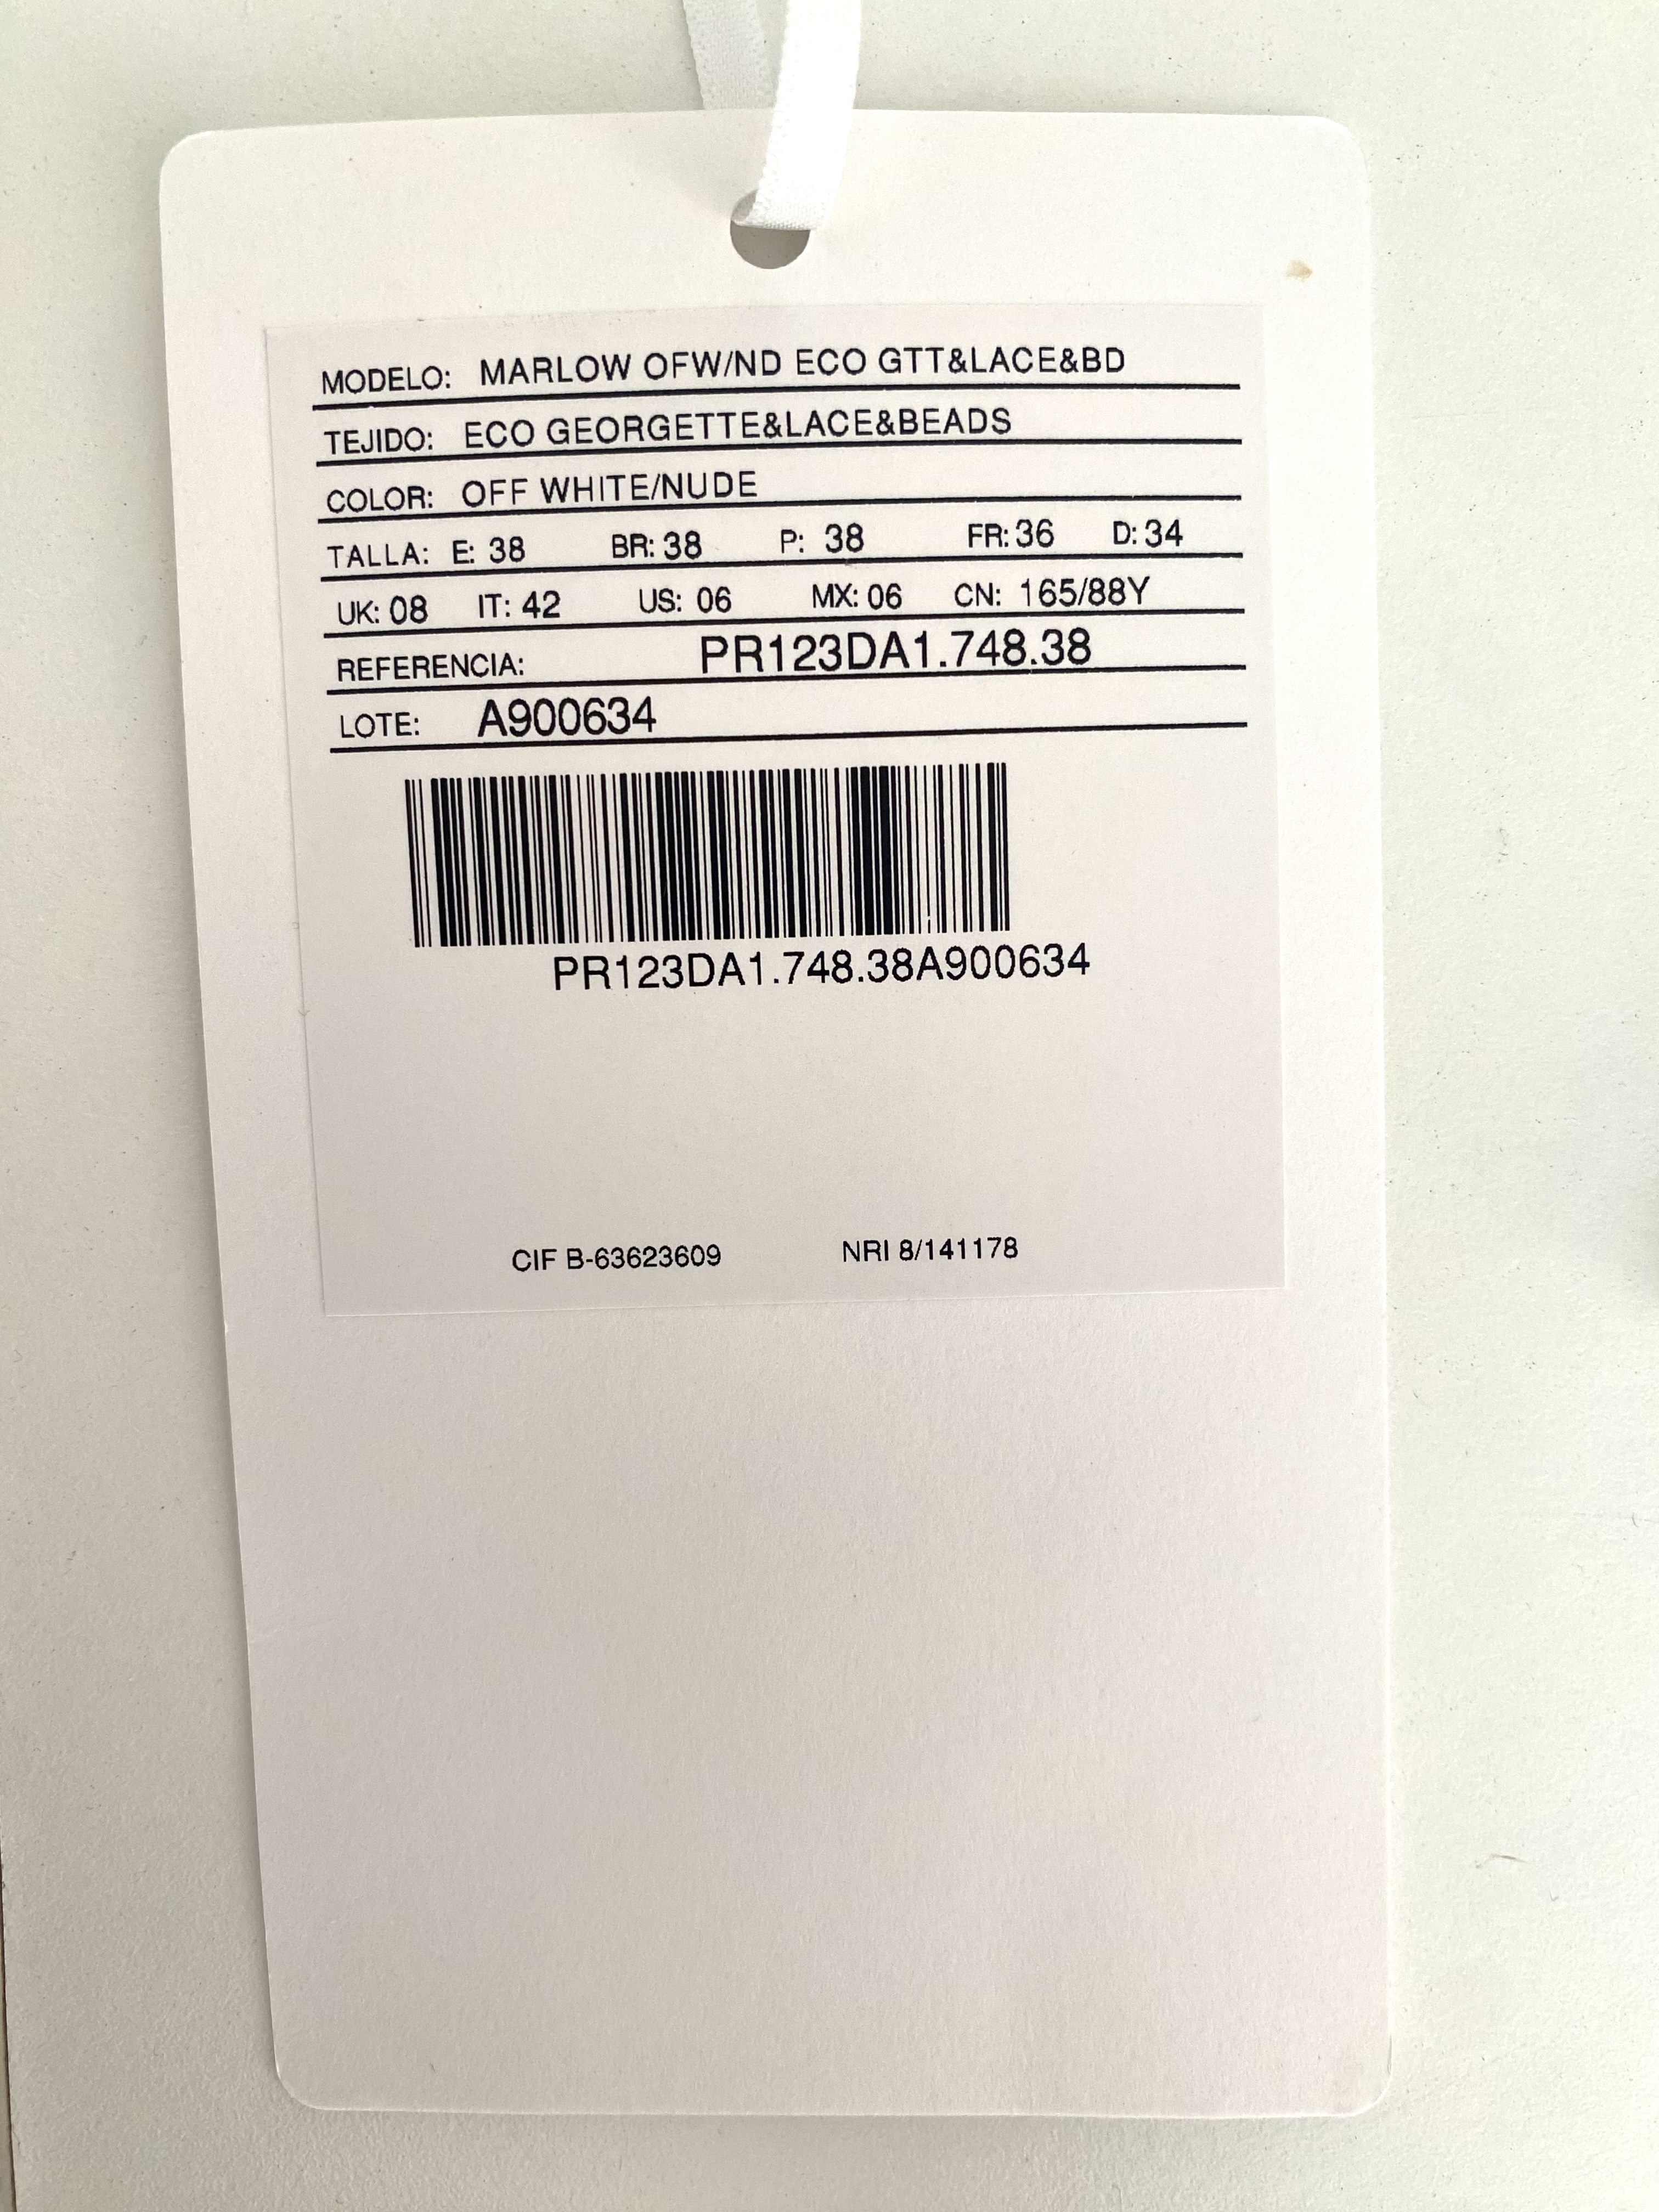 MODELO: MARLOW OFW/ND ECO GTT&LACE&BD
TEJIDO: ECO GEORGETTE&LACE&BEADS
COLOR: OFF WHITE/NUDE
TALLA: E: 38 BR: 38 P: 38 FR: 36 D: 34
UK: 08 IT: 42 US: 06 MX: 06 CN: 165/88Y
REFERENCIA: PR123DA1.748.38
LOTE: A900634
PR123DA1.748.38A900634
CIF B-63623609 NRI 8/141178